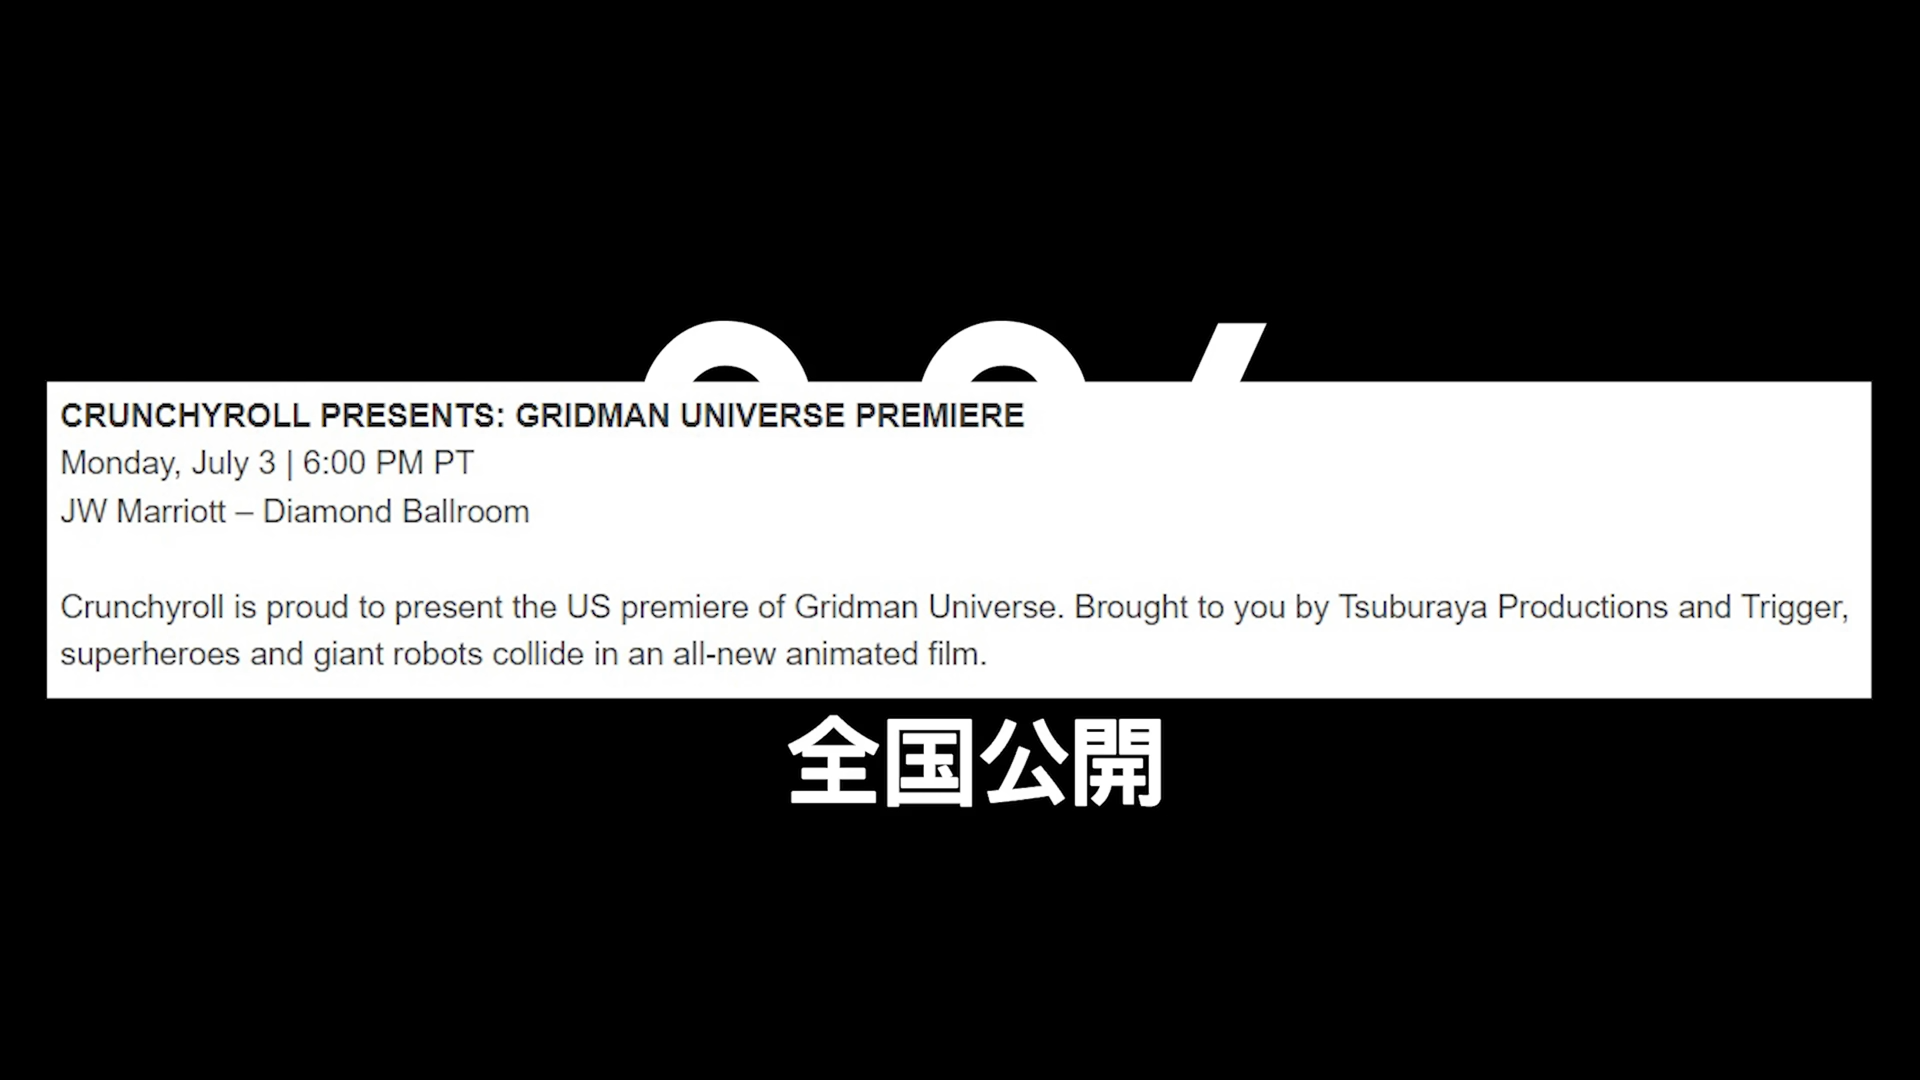 CRUNCHYROLL PRESENTS: GRIDMAN UNIVERSE PREMIERE
Monday, July 3 | 6:00 PM PT
JW Marriott – Diamond Ballroom
Crunchyroll is proud to present the US premiere of Gridman Universe. Brought to you by Tsuburaya Productions and Trigger,
superheroes and giant robots collide in an all-new animated film.
全国公開